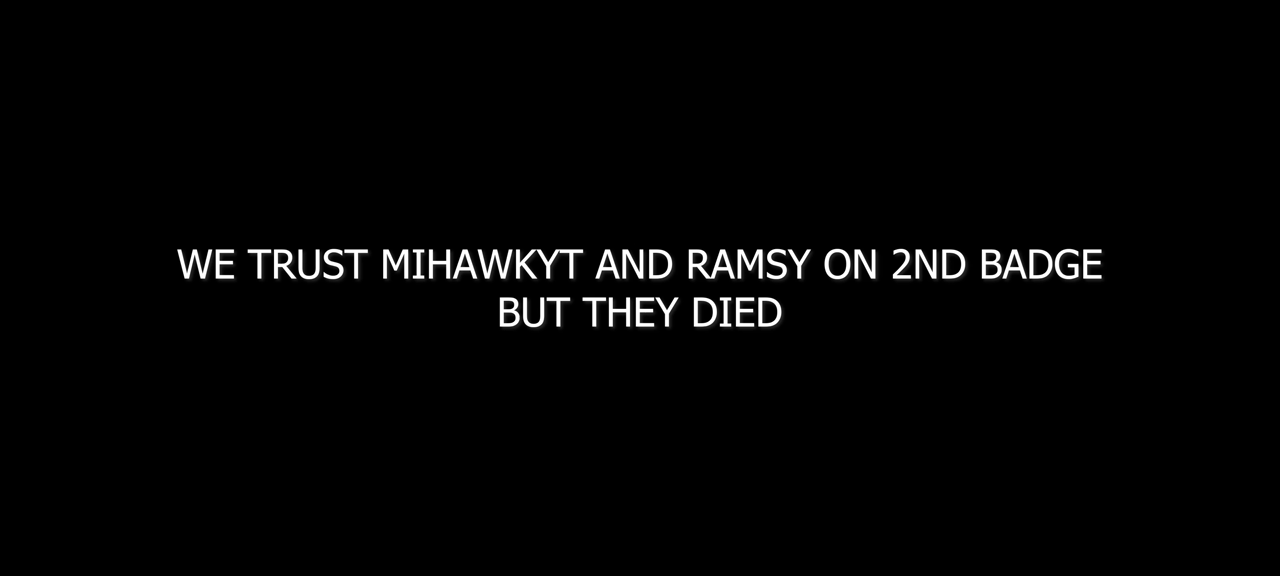 WE TRUST MIHAWKYT AND RAMSY ON 2ND BADGE
BUT THEY DIED